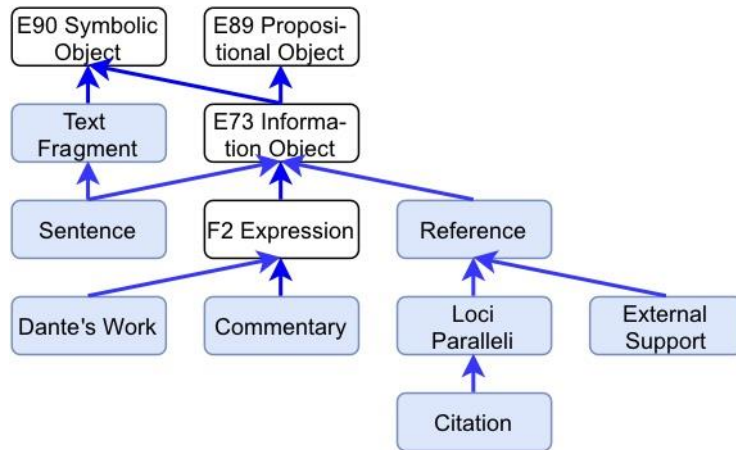 E90 Symbolic
Object
E89 Proposi-
tional Object
Text
Fragment
E73 Informa-
tion Object
Sentence
F2 Expression
Reference
Dante's Work
Commentary
Loci
Paralleli
External
Support
Citation